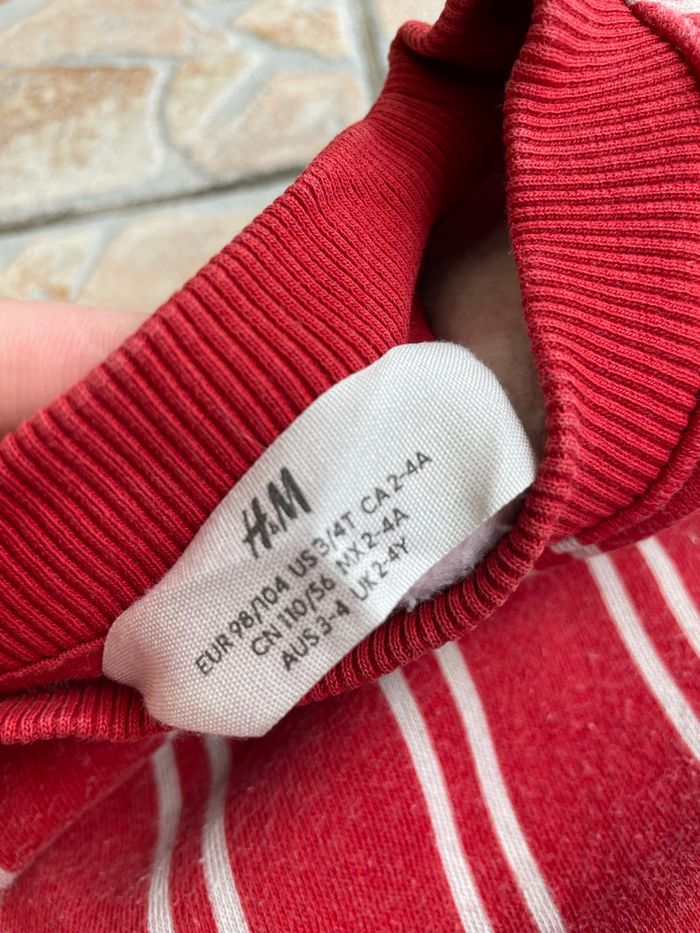 H&M
EUR 98/104 US 3/4T CA 2-4A
CN 110/56 MX 2-4A
AUS 3-4 UK 2-4Y